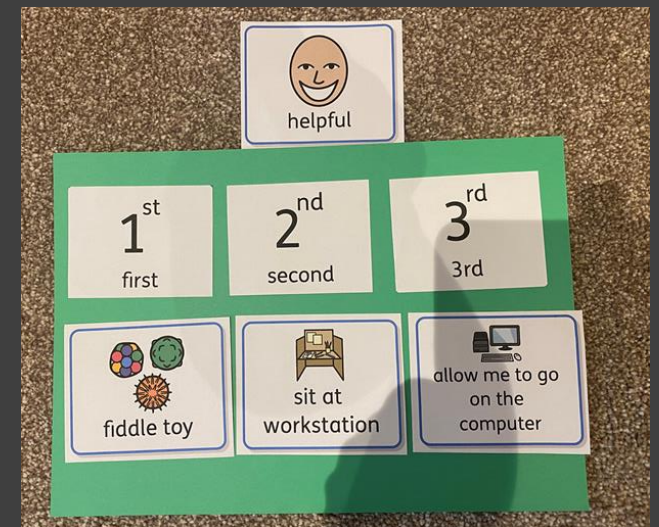 helpful
1st
first
2nd
second
3rd
3rd
fiddle toy
sit at
workstation
allow me to go
on the
computer